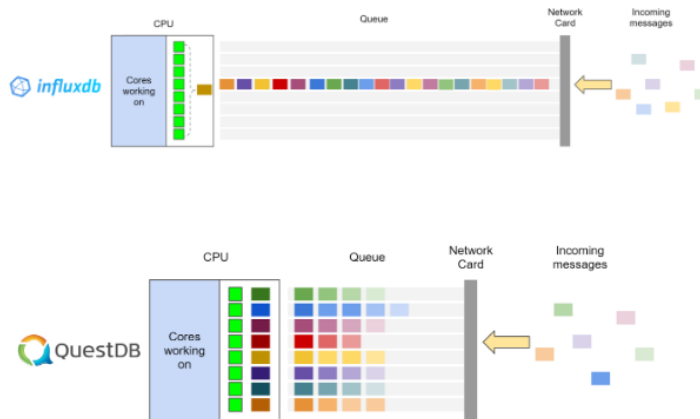 CPU
Queue
Network
Card
Incoming
messages
influxdb
Cores
working
on
CPU
Queue
Network
Card
Incoming
messages
QuestDB
Cores
working
on